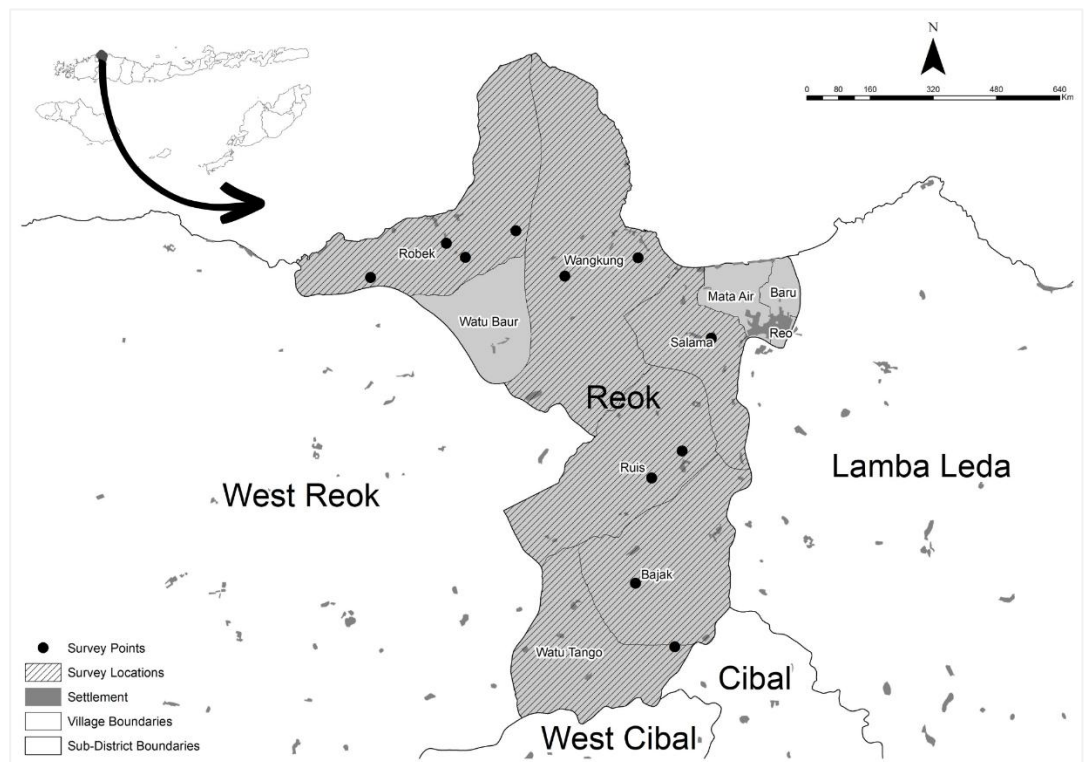 N
0 80 160 320 480 640
Km
Robek
Wangkung
Mata Air
Baru
Watu Baur
Reo
Salama
Reok
Ruis
Lamba Leda
West Reok
Bajak
Watu Tango
Cibal
West Cibal
Survey Points
Survey Locations
Settlement
Village Boundaries
Sub-District Boundaries